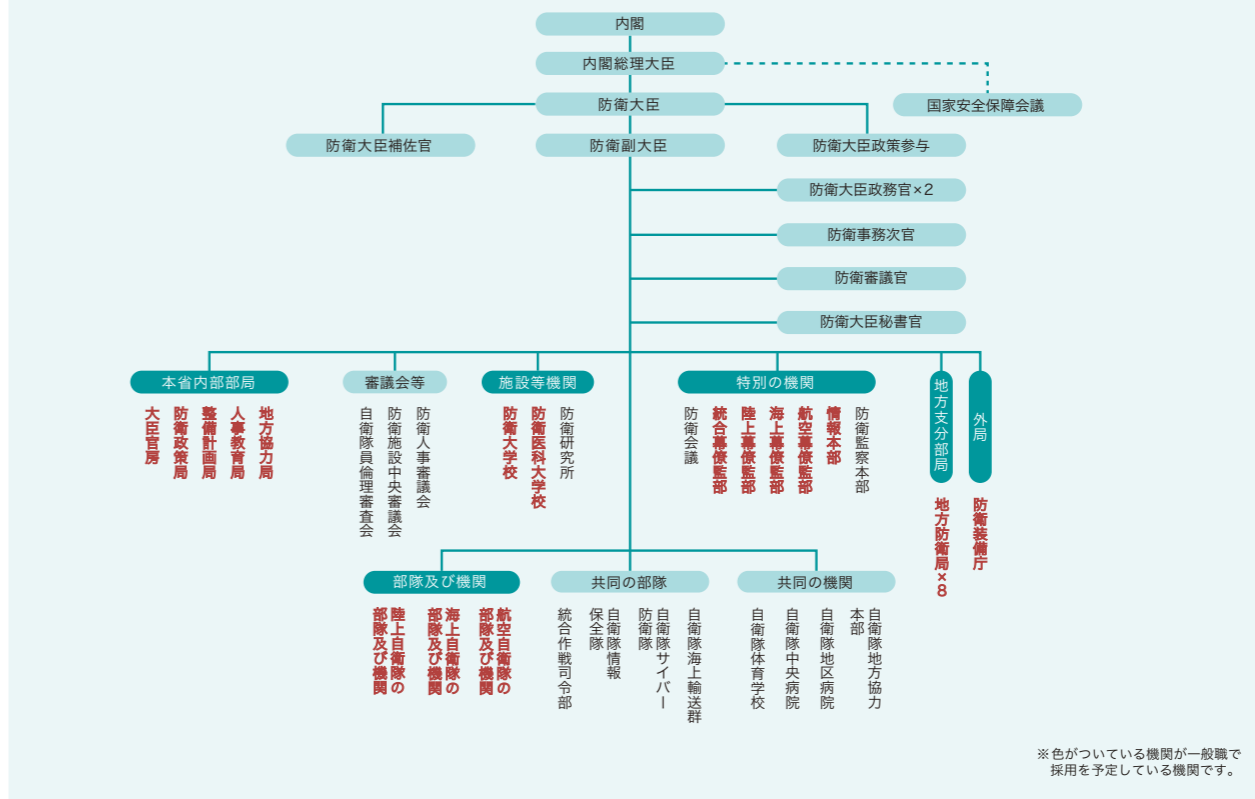 内閣
内閣総理大臣
国家安全保障会議
防衛大臣
防衛大臣補佐官
防衛副大臣
防衛大臣政策参与
防衛大臣政務官×2
防衛事務次官
防衛審議官
防衛大臣秘書官
本省内部部局
大臣官房
防衛政策局
整備計画局
人事教育局
地方協力局
審議会等
自衛隊員倫理審査会
防衛施設中央審議会
防衛人事審議会
施設等機関
防衛大学校
防衛医科大学校
防衛研究所
特別の機関
防衛会議
統合幕僚監部
陸上幕僚監部
海上幕僚監部
航空幕僚監部
情報本部
防衛監察本部
地方支分部局
地方防衛局×8
外局
防衛装備庁
部隊及び機関
陸上自衛隊の
部隊及び機関
海上自衛隊の
部隊及び機関
航空自衛隊の
部隊及び機関
共同の部隊
統合作戦司令部
自衛隊情報
保全隊
自衛隊サイバー
防衛隊
自衛隊海上輸送群
共同の機関
自衛隊体育学校
自衛隊中央病院
自衛隊地区病院
自衛隊地方協力
本部
※色がついている機関が一般職で
採用を予定している機関です。